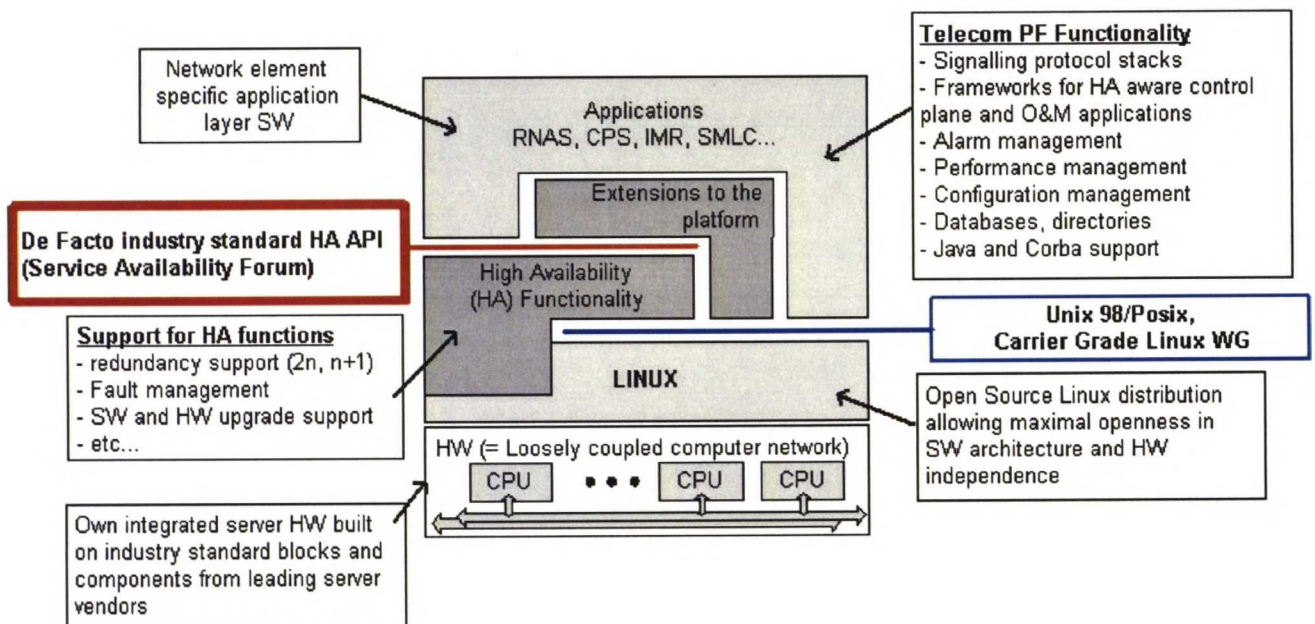 Network element
specific application
layer SW
Applications
RNAS, CPS, IMR, SMLC...
Telecom PF Functionality
- Signalling protocol stacks
- Frameworks for HA aware control
plane and O&M applications
- Alarm management
- Performance management
- Configuration management
- Databases, directories
- Java and Corba support
Extensions to the
platform
De Facto industry standard HA API
(Service Availability Forum)
High Availability
(HA) Functionality
Unix 98/Posix,
Carrier Grade Linux WG
Support for HA functions
- redundancy support (2n, n+1)
- Fault management
- SW and HW upgrade support
- etc...
LINUX
Open Source Linux distribution
allowing maximal openness in
SW architecture and HW
independence
HW (= Loosely coupled computer network)
CPU ••• CPU CPU
Own integrated server HW built
on industry standard blocks and
components from leading server
vendors